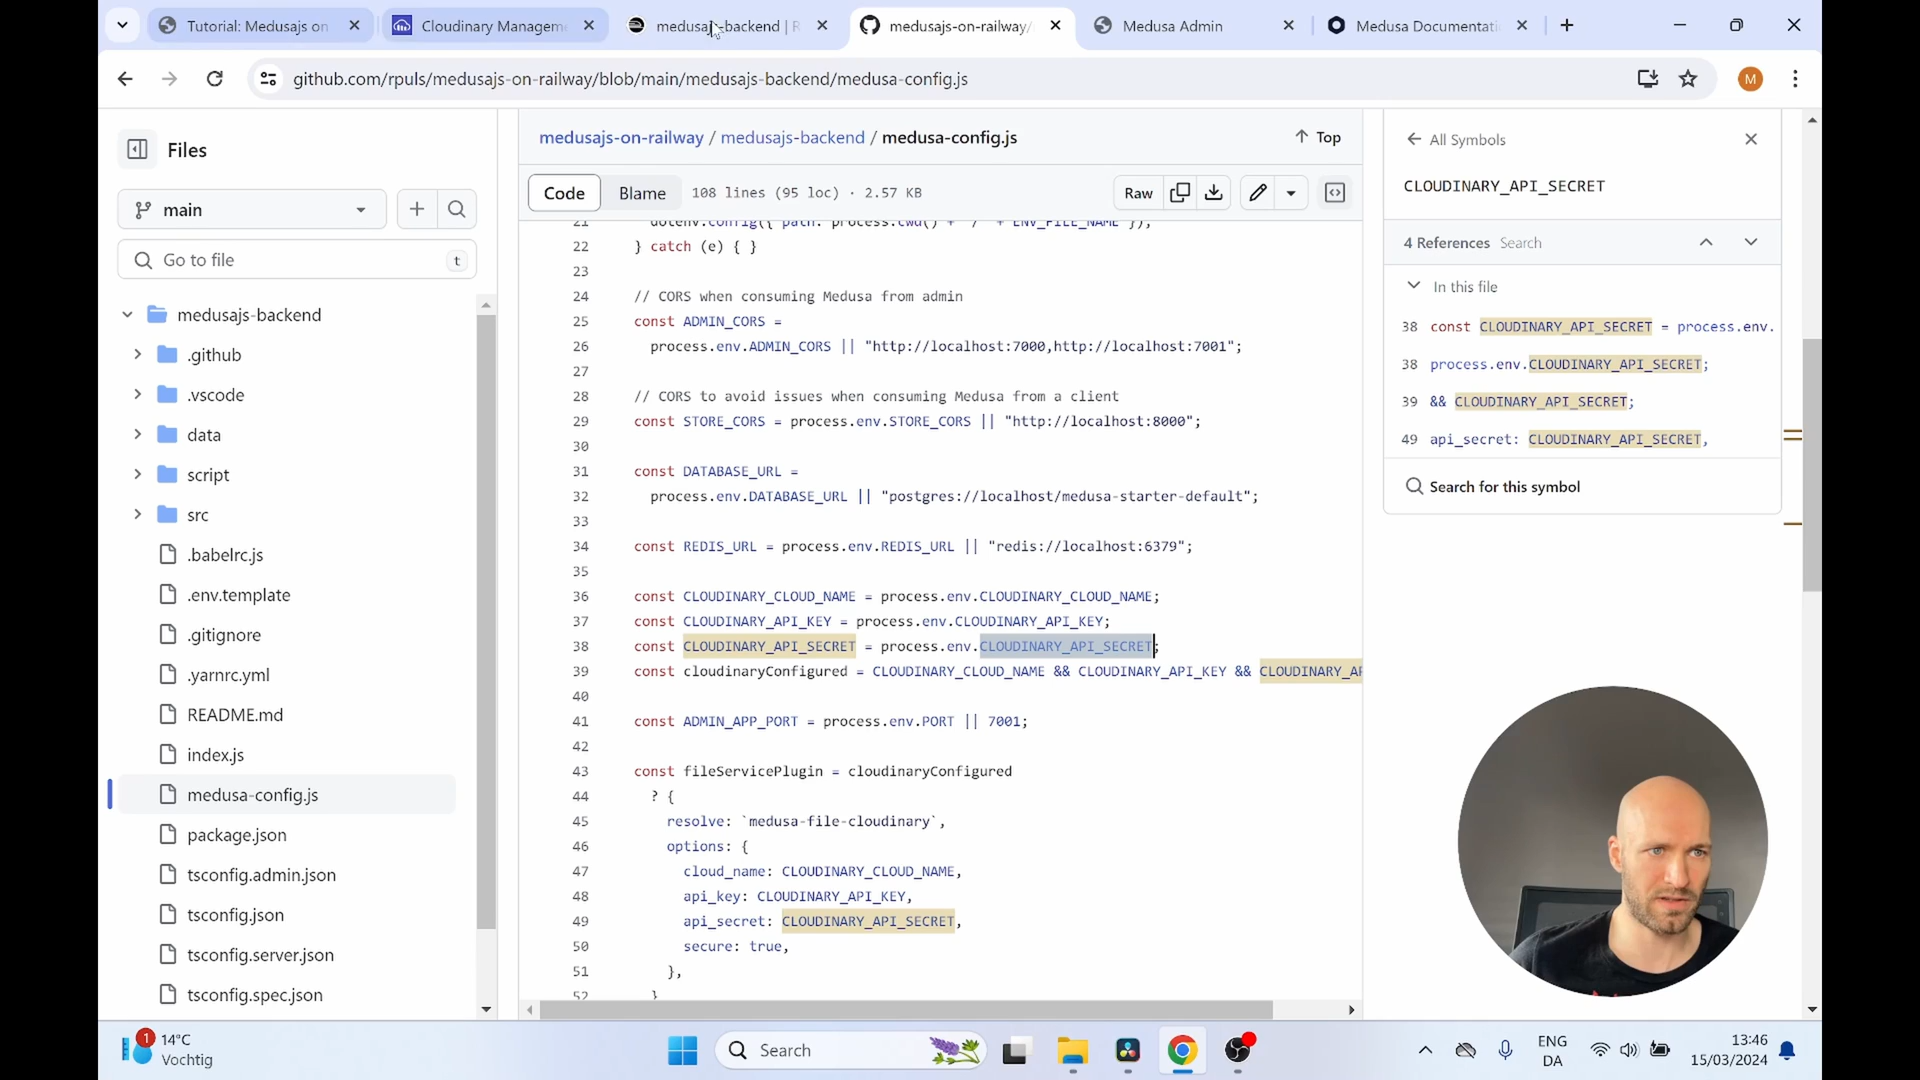 Tutorial: Medusajs on
Cloudinary Managem
medusajs-backend | R
medusajs-on-railway/
Medusa Admin
Medusa Documentati
github.com/rpuls/medusajs-on-railway/blob/main/medusajs-backend/medusa-config.js
M
Files
main
Go to file
t
medusajs-backend
.github
.vscode
data
script
src
.babelrc.js
.env.template
.gitignore
.yarnrc.yml
README.md
index.js
medusa-config.js
package.json
tsconfig.admin.json
tsconfig.json
tsconfig.server.json
tsconfig.spec.json
medusajs-on-railway / medusajs-backend / medusa-config.js
Top
Code
Blame
108 lines (95 loc) · 2.57 KB
Raw
21 dotenv.config({ path: process.cwd() + "/" + ENV_FILE_NAME });
22 } catch (e) { }
23
24 // CORS when consuming Medusa from admin
25 const ADMIN_CORS =
26 process.env.ADMIN_CORS || "http://localhost:7000,http://localhost:7001";
27
28 // CORS to avoid issues when consuming Medusa from a client
29 const STORE_CORS = process.env.STORE_CORS || "http://localhost:8000";
30
31 const DATABASE_URL =
32 process.env.DATABASE_URL || "postgres://localhost/medusa-starter-default";
33
34 const REDIS_URL = process.env.REDIS_URL || "redis://localhost:6379";
35
36 const CLOUDINARY_CLOUD_NAME = process.env.CLOUDINARY_CLOUD_NAME;
37 const CLOUDINARY_API_KEY = process.env.CLOUDINARY_API_KEY;
38 const CLOUDINARY_API_SECRET = process.env.CLOUDINARY_API_SECRET;
39 const cloudinaryConfigured = CLOUDINARY_CLOUD_NAME && CLOUDINARY_API_KEY && CLOUDINARY_AP
40
41 const ADMIN_APP_PORT = process.env.PORT || 7001;
42
43 const fileServicePlugin = cloudinaryConfigured
44 ? {
45 resolve: `medusa-file-cloudinary`,
46 options: {
47 cloud_name: CLOUDINARY_CLOUD_NAME,
48 api_key: CLOUDINARY_API_KEY,
49 api_secret: CLOUDINARY_API_SECRET,
50 secure: true,
51 },
52 }
All Symbols
CLOUDINARY_API_SECRET
4 References Search
In this file
38 const CLOUDINARY_API_SECRET = process.env.
38 process.env.CLOUDINARY_API_SECRET;
39 && CLOUDINARY_API_SECRET;
49 api_secret: CLOUDINARY_API_SECRET,
Search for this symbol
1
14°C
Vochtig
Search
ENG
DA
13:46
15/03/2024